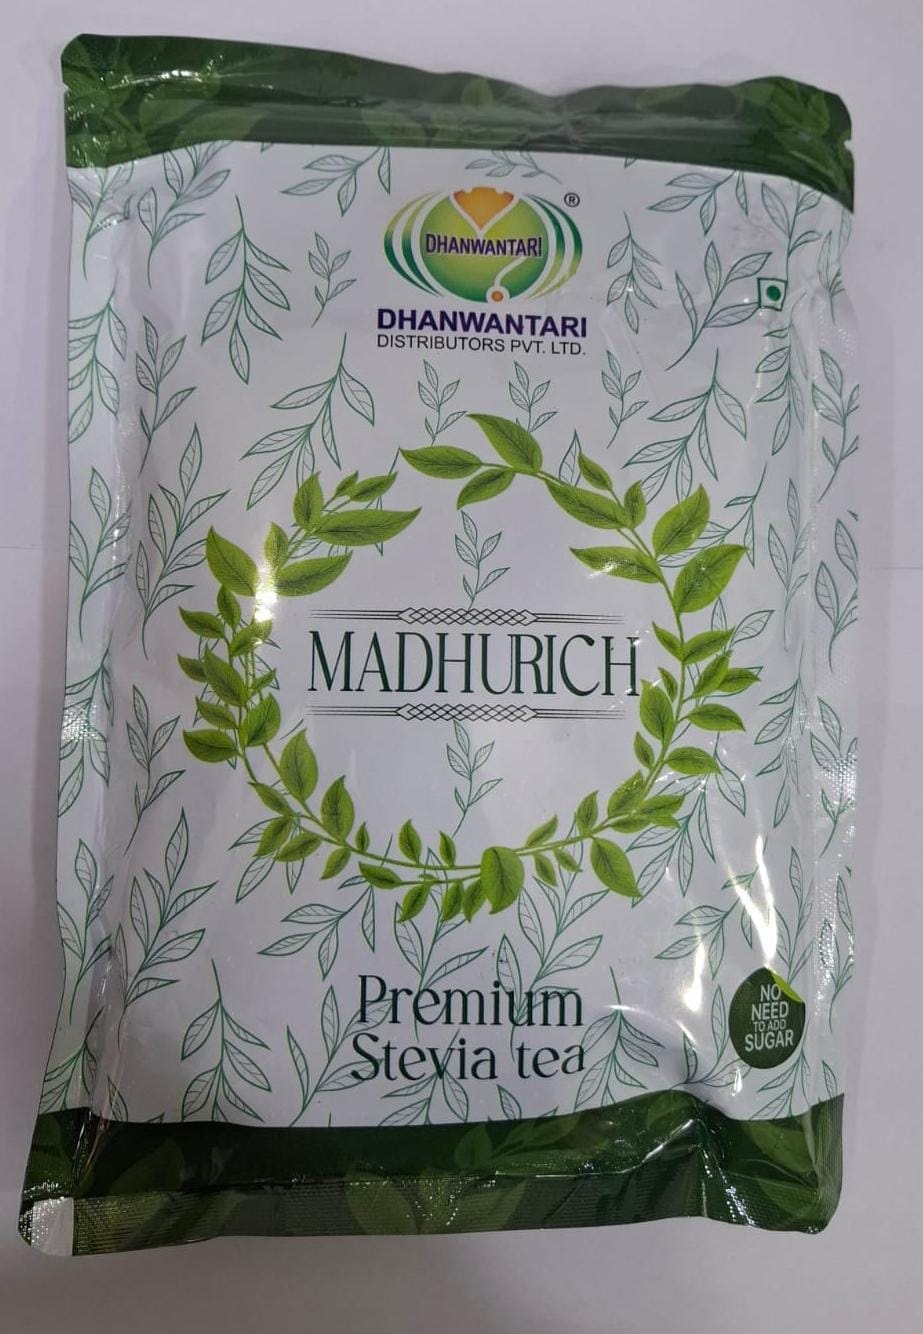 DHANWANTARI
®
DHANWANTARI
DISTRIBUTORS PVT. LTD.
MADHURICH
Premium
Stevia tea
NO
NEED
TO ADD
SUGAR